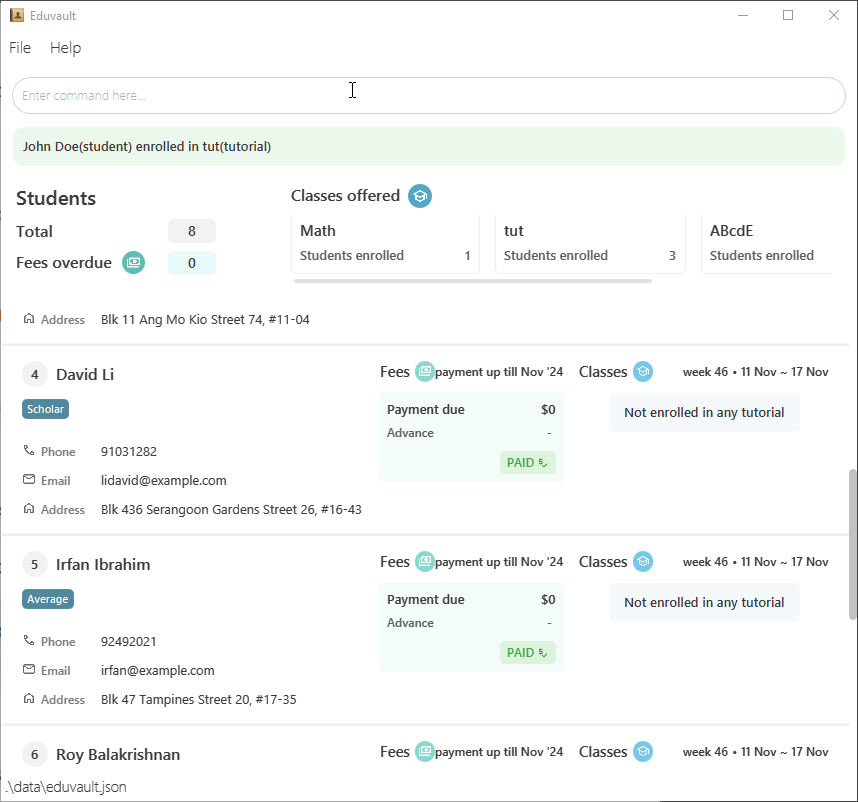 Eduvault
File Help
Enter command here...
John Doe(student) enrolled in tut(tutorial)
Students
Total 8
Fees overdue 0
Classes offered
Math
Students enrolled 1
tut
Students enrolled 3
ABcdE
Students enrolled
Address Blk 11 Ang Mo Kio Street 74, #11-04
4 David Li
Scholar
Phone 91031282
Email lidavid@example.com
Address Blk 436 Serangoon Gardens Street 26, #16-43
Fees payment up till Nov '24
Payment due $0
Advance -
PAID
Classes week 46 • 11 Nov ~ 17 Nov
Not enrolled in any tutorial
5 Irfan Ibrahim
Average
Phone 92492021
Email irfan@example.com
Address Blk 47 Tampines Street 20, #17-35
Fees payment up till Nov '24
Payment due $0
Advance -
PAID
Classes week 46 • 11 Nov ~ 17 Nov
Not enrolled in any tutorial
6 Roy Balakrishnan
Fees payment up till Nov '24
Classes week 46 • 11 Nov ~ 17 Nov
.\data\eduvault.json